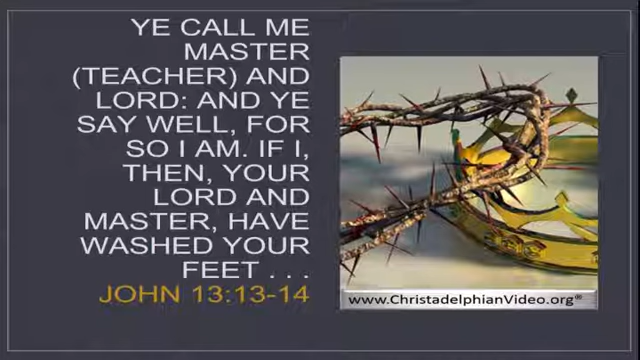 YE CALL ME
MASTER
(TEACHER) AND
LORD: AND YE
SAY WELL, FOR
SO I AM. IF I,
THEN, YOUR
LORD AND
MASTER, HAVE
WASHED YOUR
FEET . . .
JOHN 13:13-14
www.ChristadelphianVideo.org®